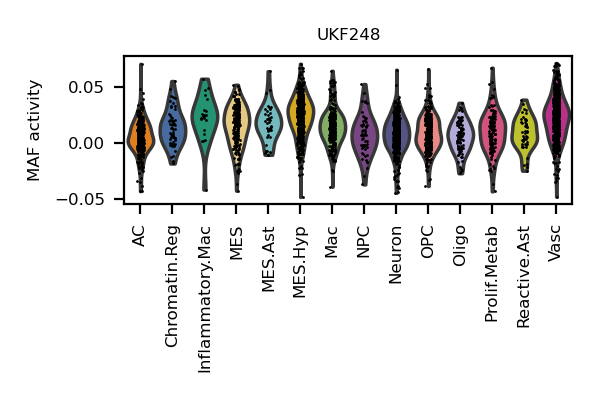 UKF248
MAF activity
0.05
0.00
−0.05
AC
Chromatin.Reg
Inflammatory.Mac
MES
MES.Ast
MES.Hyp
Mac
NPC
Neuron
OPC
Oligo
Prolif.Metab
Reactive.Ast
Vasc